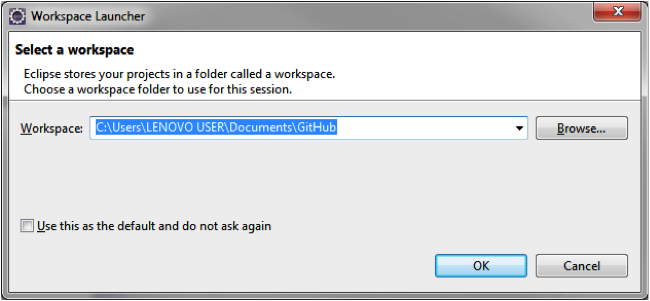 Workspace Launcher
Select a workspace
Eclipse stores your projects in a folder called a workspace.
Choose a workspace folder to use for this session.
Workspace: C:\Users\LENOVO USER\Documents\GitHub Browse...
Use this as the default and do not ask again
OK Cancel